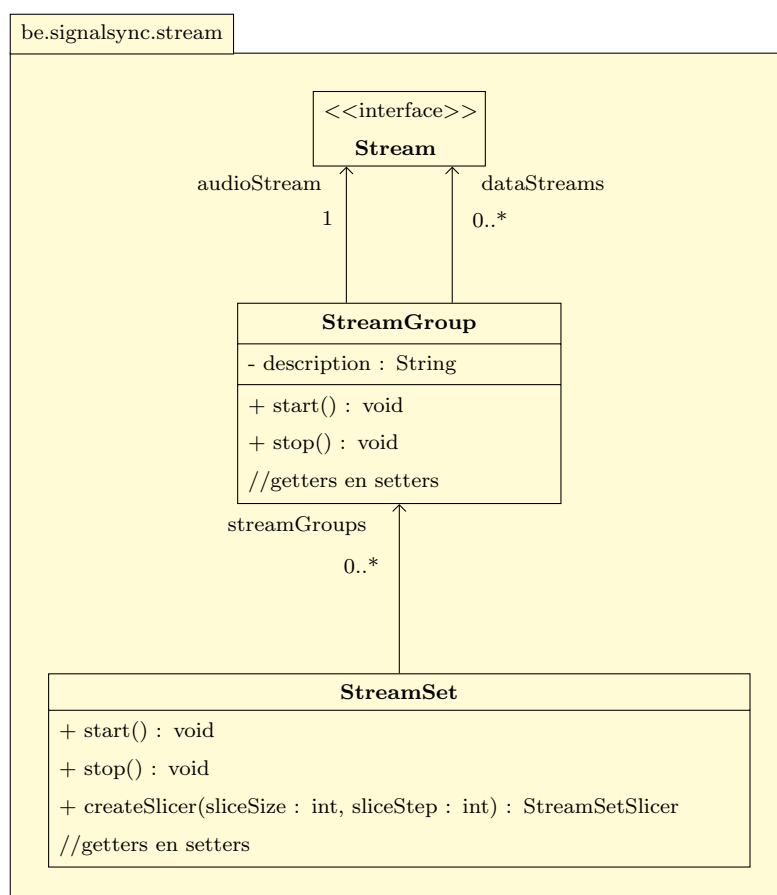 be.signalsync.stream
<<interface>>
Stream
audioStream
dataStreams
1
0..*
StreamGroup
- description : String
+ start() : void
+ stop() : void
//getters en setters
streamGroups
0..*
StreamSet
+ start() : void
+ stop() : void
+ createSlicer(sliceSize : int, sliceStep : int) : StreamSetSlicer
//getters en setters